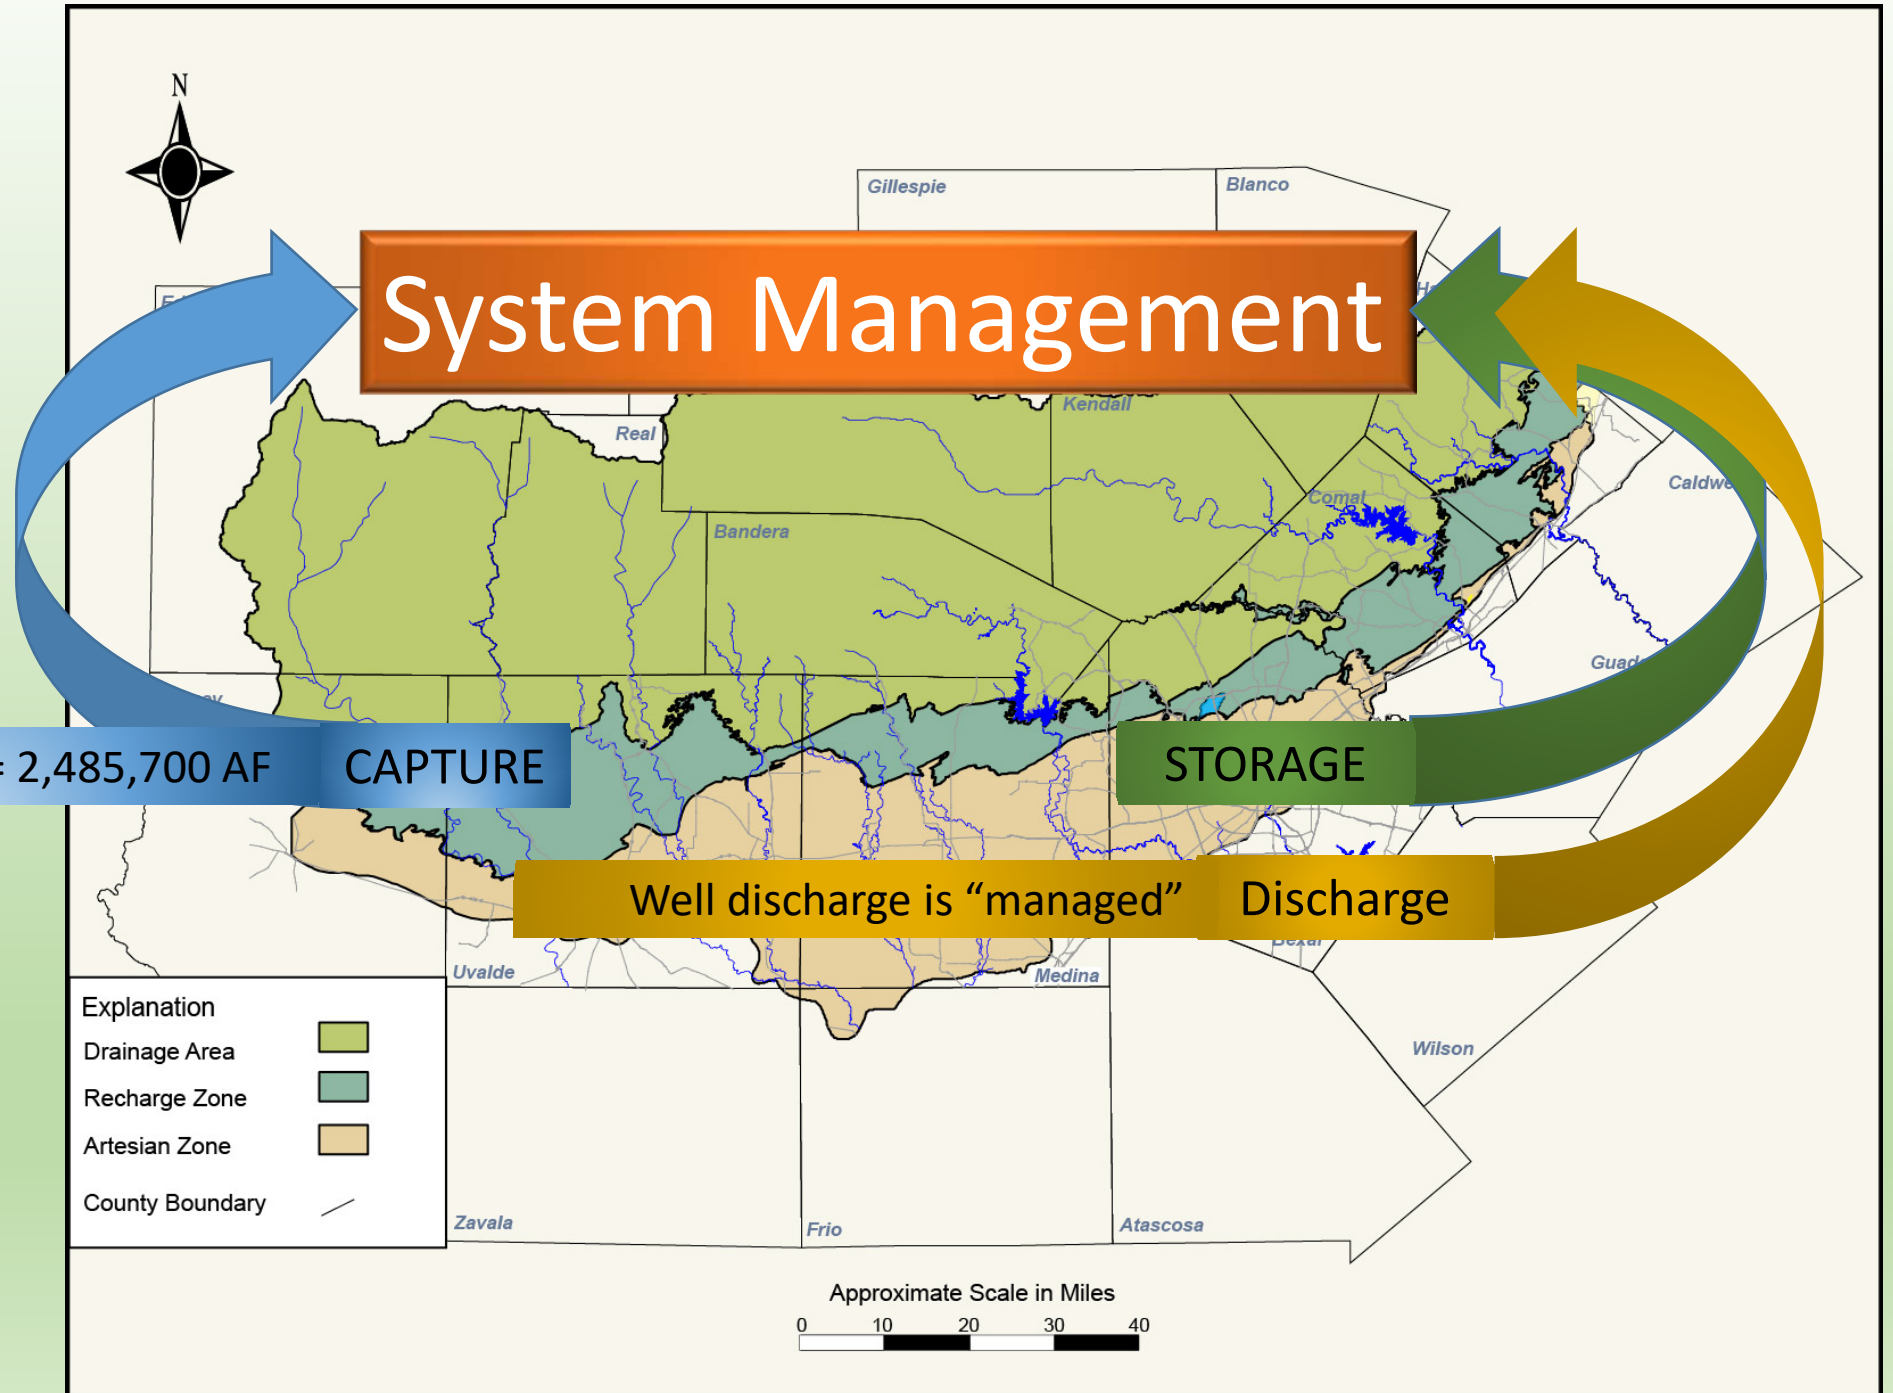 N
Gillespie
Blanco
System Management
Kendall
Real
Caldwe
Comal
Bandera
Guad
= 2,485,700 AF
CAPTURE
STORAGE
Well discharge is “managed”
Discharge
Bexar
Uvalde
Medina
Explanation
Drainage Area
Recharge Zone
Artesian Zone
County Boundary
Wilson
Zavala
Frio
Atascosa
Approximate Scale in Miles
0 10 20 30 40